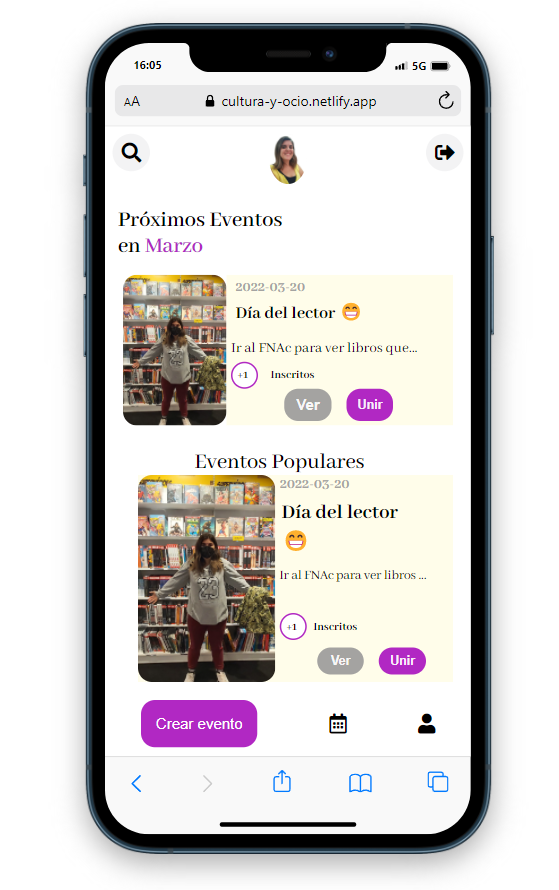 16:05
5G
AA
cultura-y-ocio.netlify.app
Próximos Eventos
en Marzo
2022-03-20
Día del lector 😁
Ir al FNAc para ver libros que...
+1 Inscritos
Ver Unir
Eventos Populares
2022-03-20
Día del lector
😁
Ir al FNAc para ver libros ...
+1 Inscritos
Ver Unir
Crear evento